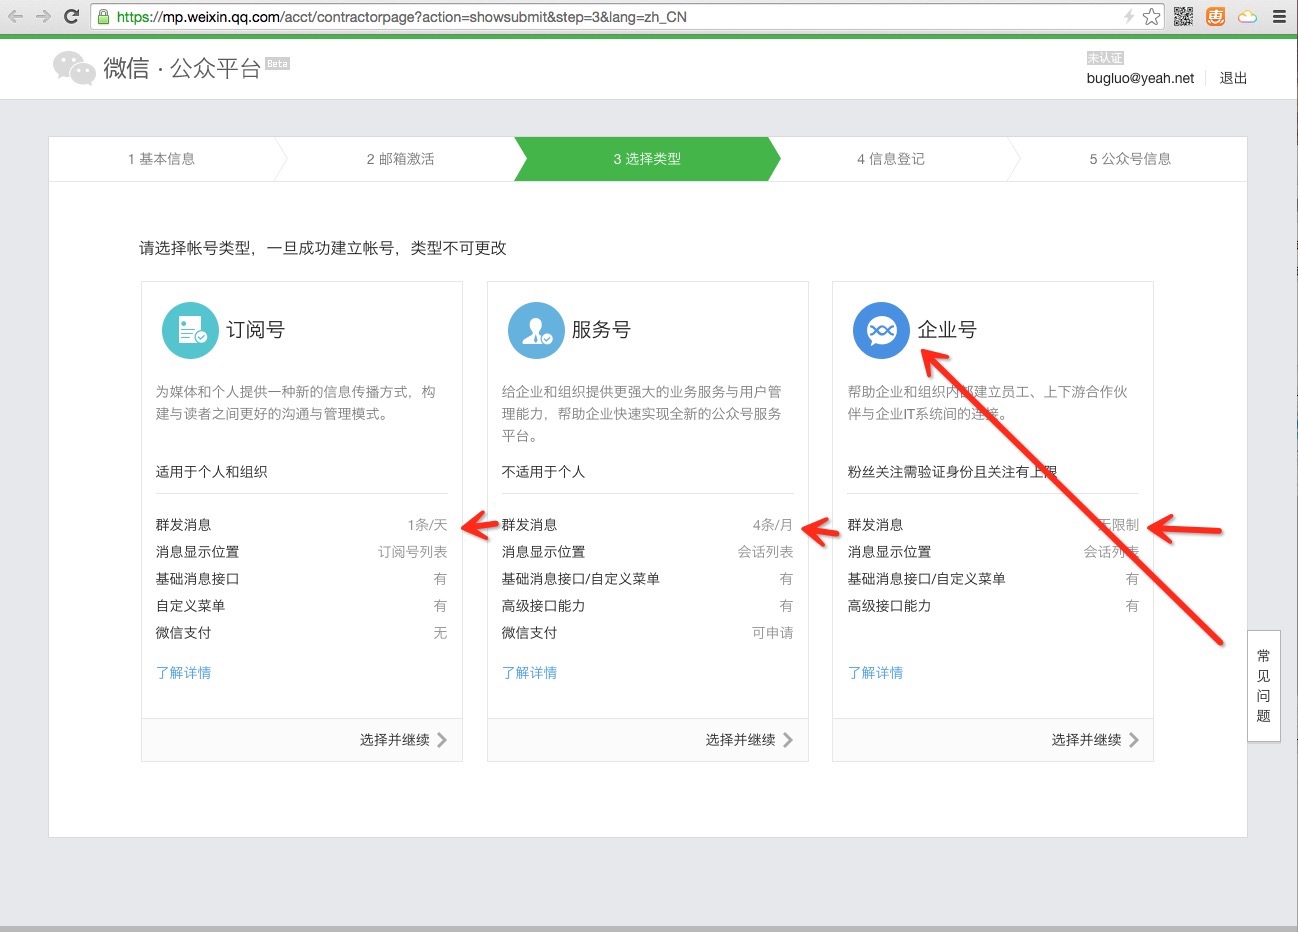 https://mp.weixin.qq.com/acct/contractorpage?action=showsubmit&step=3&lang=zh_CN
微信·公众平台 Beta
未认证
bugluo@yeah.net 退出
1 基本信息 2 邮箱激活 3 选择类型 4 信息登记 5 公众号信息
请选择帐号类型，一旦成功建立帐号，类型不可更改
订阅号
为媒体和个人提供一种新的信息传播方式，构
建与读者之间更好的沟通与管理模式。
适用于个人和组织
群发消息 1条/天
消息显示位置 订阅号列表
基础消息接口 有
自定义菜单 有
微信支付 无
了解详情
选择并继续
服务号
给企业和组织提供更强大的业务服务与用户管
理能力，帮助企业快速实现全新的公众号服务
平台。
不适用于个人
群发消息 4条/月
消息显示位置 会话列表
基础消息接口/自定义菜单 有
高级接口能力 有
微信支付 可申请
了解详情
选择并继续
企业号
帮助企业和组织内部建立员工、上下游合作伙
伴与企业IT系统间的连接。
粉丝关注需验证身份且关注有上限
群发消息 无限制
消息显示位置 会话列表
基础消息接口/自定义菜单 有
高级接口能力 有
了解详情
选择并继续
常见问题